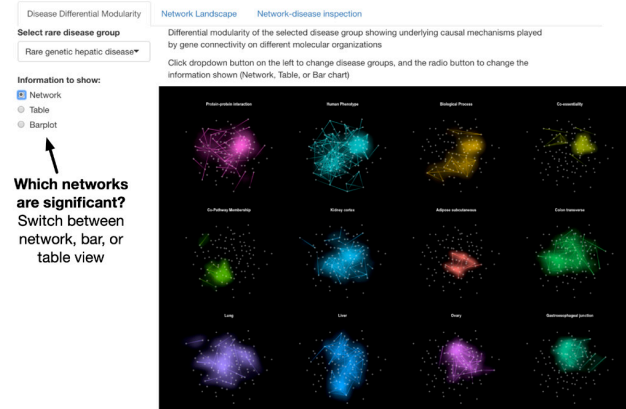 Disease Differential Modularity
Network Landscape
Network-disease inspection
Select rare disease group
Rare genetic hepatic disease
Information to show:
Network
Table
Barplot
Which networks
are significant?
Switch between
network, bar, or
table view
Differential modularity of the selected disease group showing underlying causal mechanisms played
by gene connectivity on different molecular organizations
Click dropdown button on the left to change disease groups, and the radio button to change the
information shown (Network, Table, or Bar chart)
Protein-protein interaction
Human Phenotype
Biological Process
Co-essentiality
Co-Pathway Membership
Kidney cortex
Adipose subcutaneous
Colon transverse
Lung
Liver
Ovary
Gastroesophageal junction